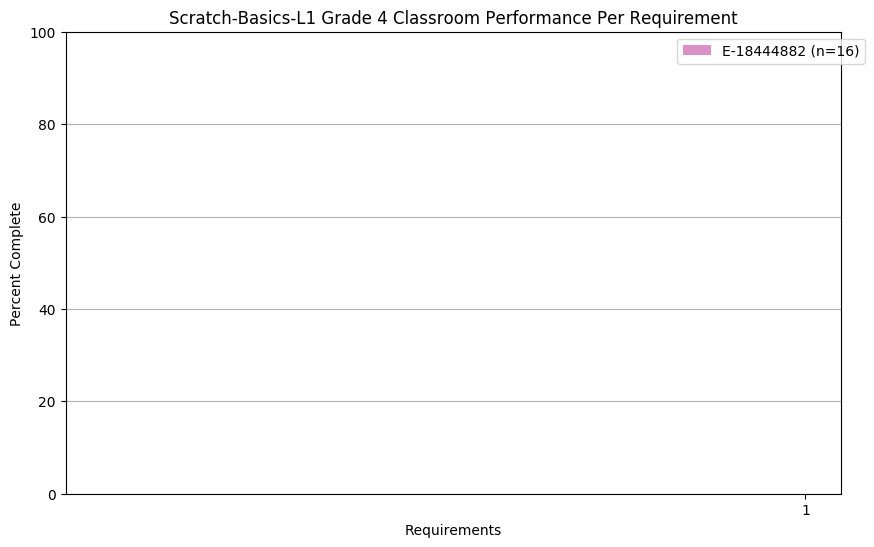 Scratch-Basics-L1 Grade 4 Classroom Performance Per Requirement
E-18444882 (n=16)
100
80
60
40
20
0
Percent Complete
1
Requirements